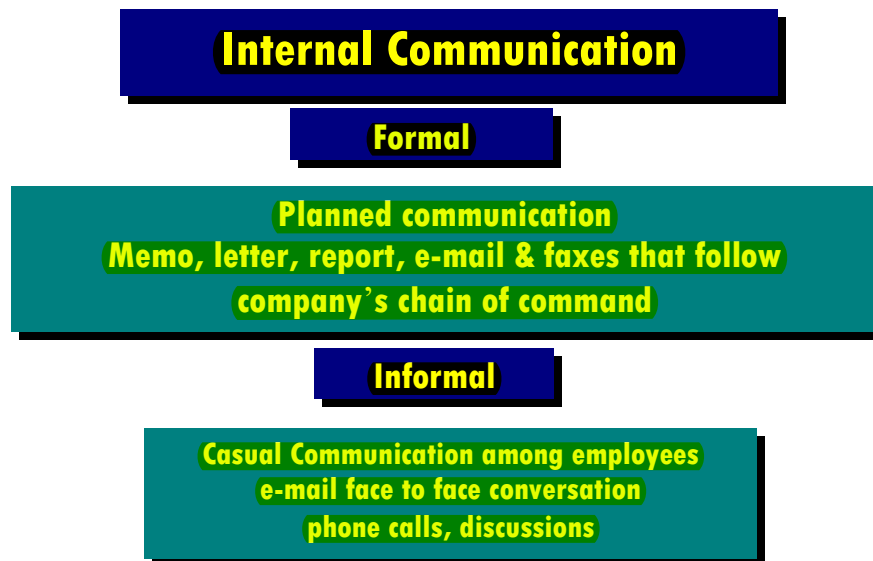 Internal Communication
Formal
Planned communication
Memo, letter, report, e-mail & faxes that follow
company’s chain of command
Informal
Casual Communication among employees
e-mail face to face conversation
phone calls, discussions